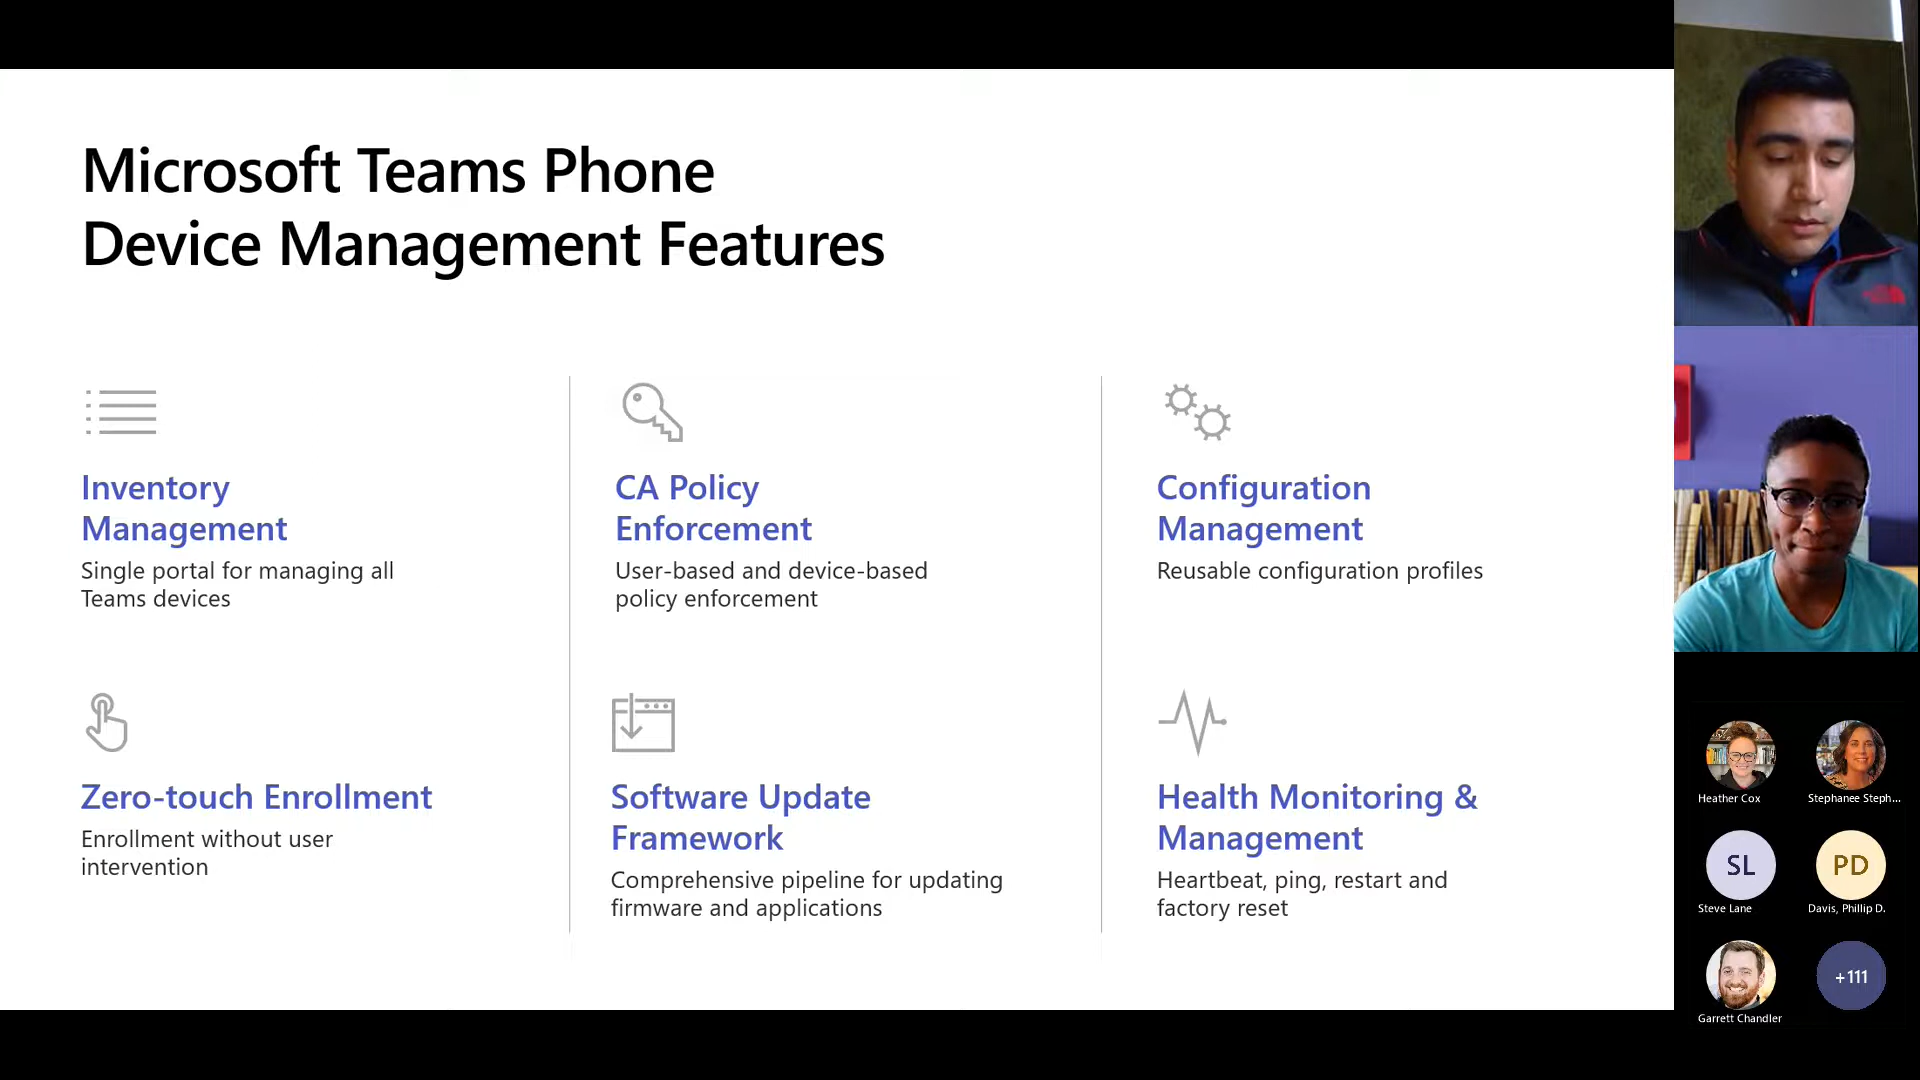 Microsoft Teams Phone
Device Management Features
Inventory
Management
Single portal for managing all
Teams devices
CA Policy
Enforcement
User-based and device-based
policy enforcement
Configuration
Management
Reusable configuration profiles
Zero-touch Enrollment
Enrollment without user
intervention
Software Update
Framework
Comprehensive pipeline for updating
firmware and applications
Health Monitoring &
Management
Heartbeat, ping, restart and
factory reset
Heather Cox
Stephanee Steph...
SL
Steve Lane
PD
Davis, Phillip D.
Garrett Chandler
+111